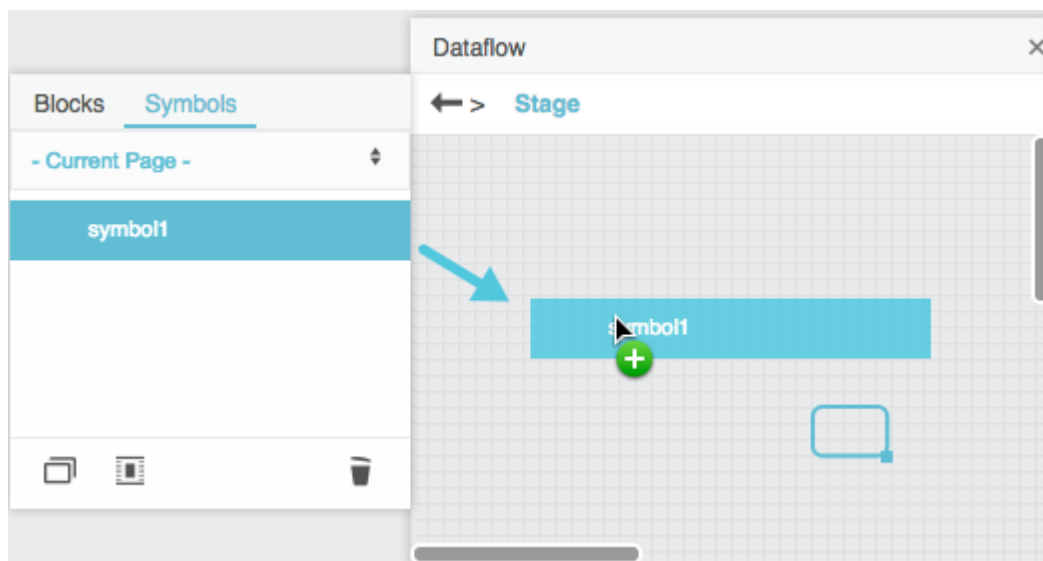 Dataflow
Blocks Symbols
> Stage
- Current Page -
symbol1
symbol1